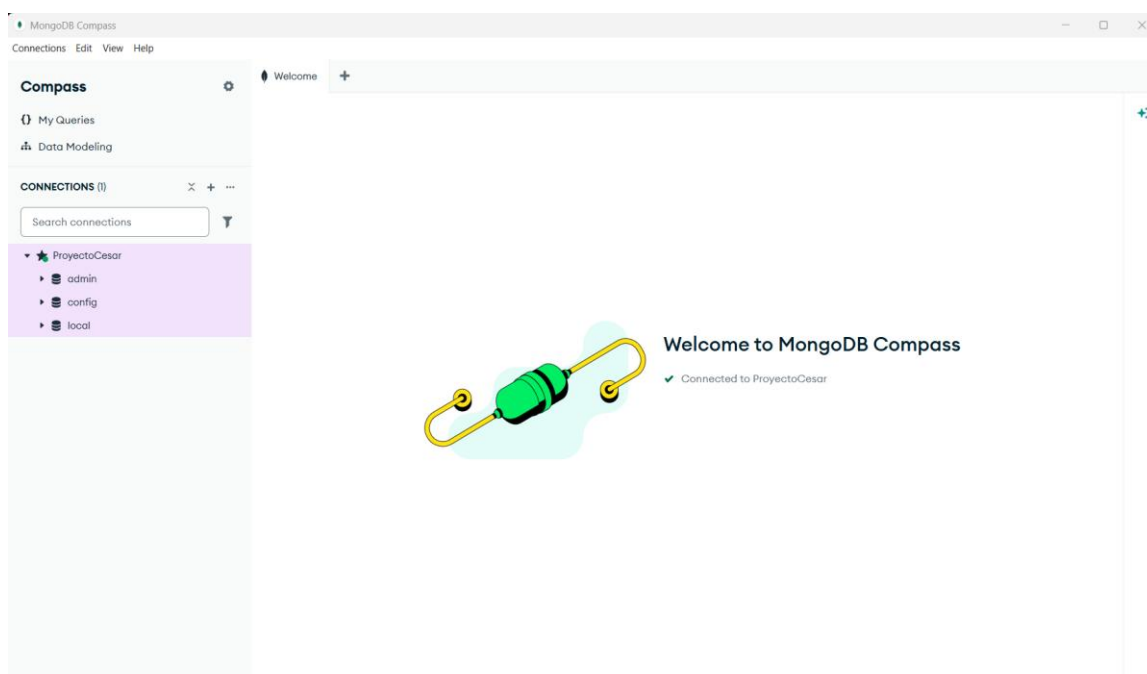 MongoDB Compass
Connections Edit View Help
Compass
Welcome
My Queries
Data Modeling
CONNECTIONS (1)
Search connections
ProyectoCesar
admin
config
local
Welcome to MongoDB Compass
Connected to ProyectoCesar